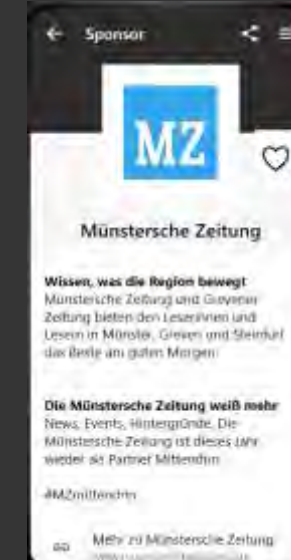 Sponsor
MZ
Münstersche Zeitung
Wissen, was die Region bewegt
Münstersche Zeitung und Grevener
Zeitung bieten den Leserinnen und
Lesern in Münster, Greven und Steinfurt
das Beste am guten Morgen.
Die Münstersche Zeitung weiß mehr
News, Events, Hintergründe. Die
Münstersche Zeitung ist dieses Jahr
wieder als Partner Mittendrin
#MZmittendrin
Mehr zu Münstersche Zeitung